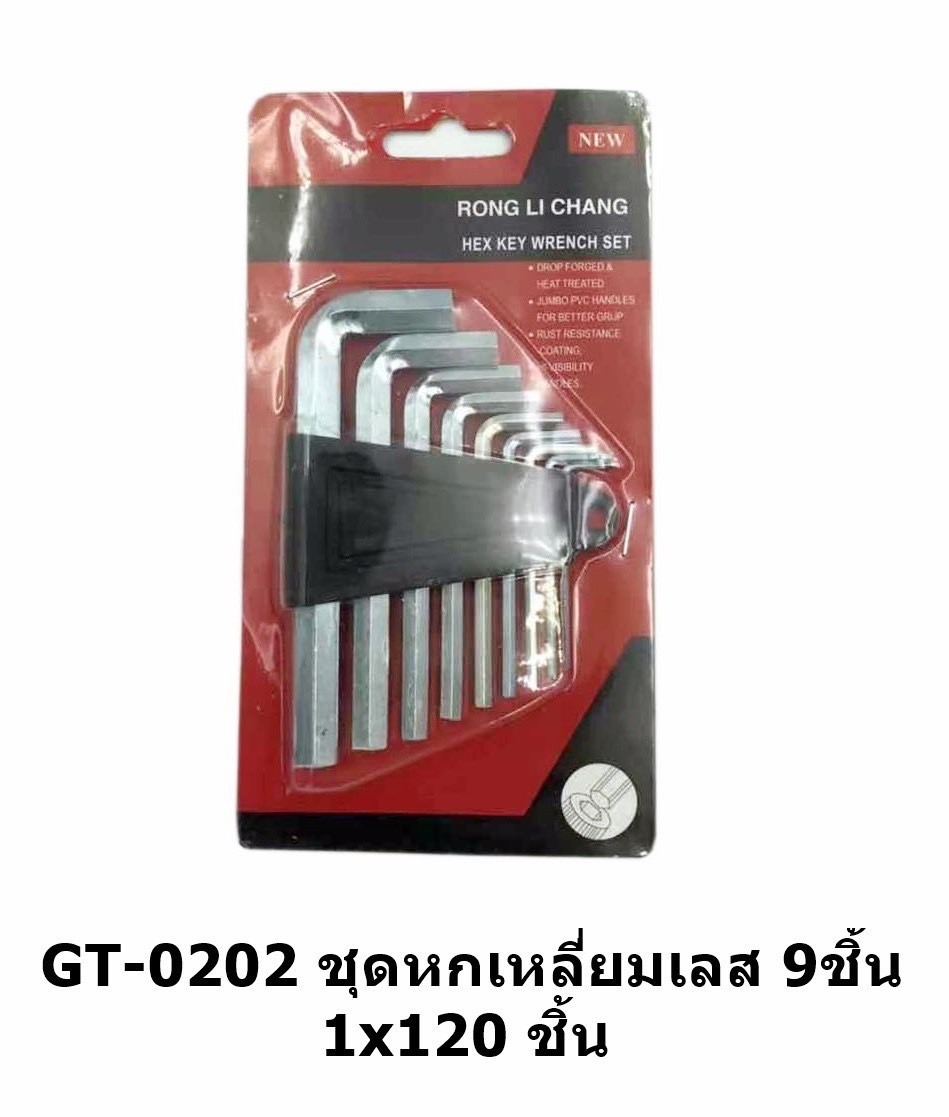 NEW
RONG LI CHANG
HEX KEY WRENCH SET
• DROP FORGED &
HEAT TREATED
• JUMBO PVC HANDLES
FOR BETTER GRIJP
• RUST RESISTANCE
COATING,
GT-0202 ชุดหกเหลี่ยมเลส 9ชิ้น
1x120 ชิ้น